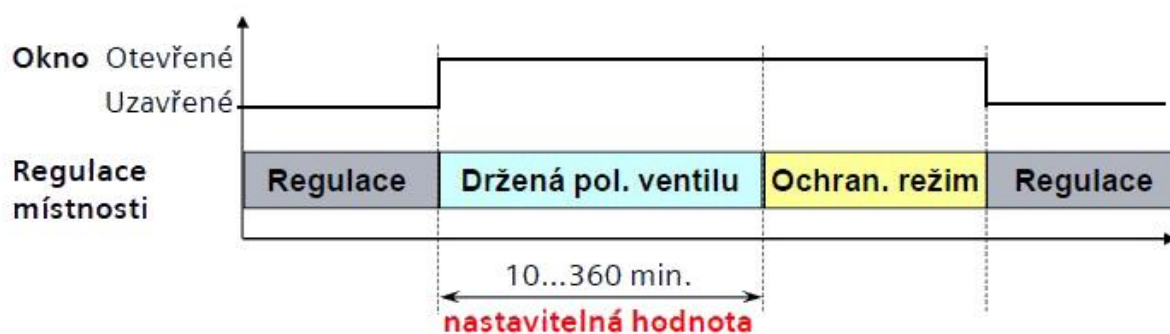 Okno Otevřené
Uzavřené
Regulace
místnosti
Regulace
Držená pol. ventilu
Ochran. režim
Regulace
10...360 min.
nastavitelná hodnota